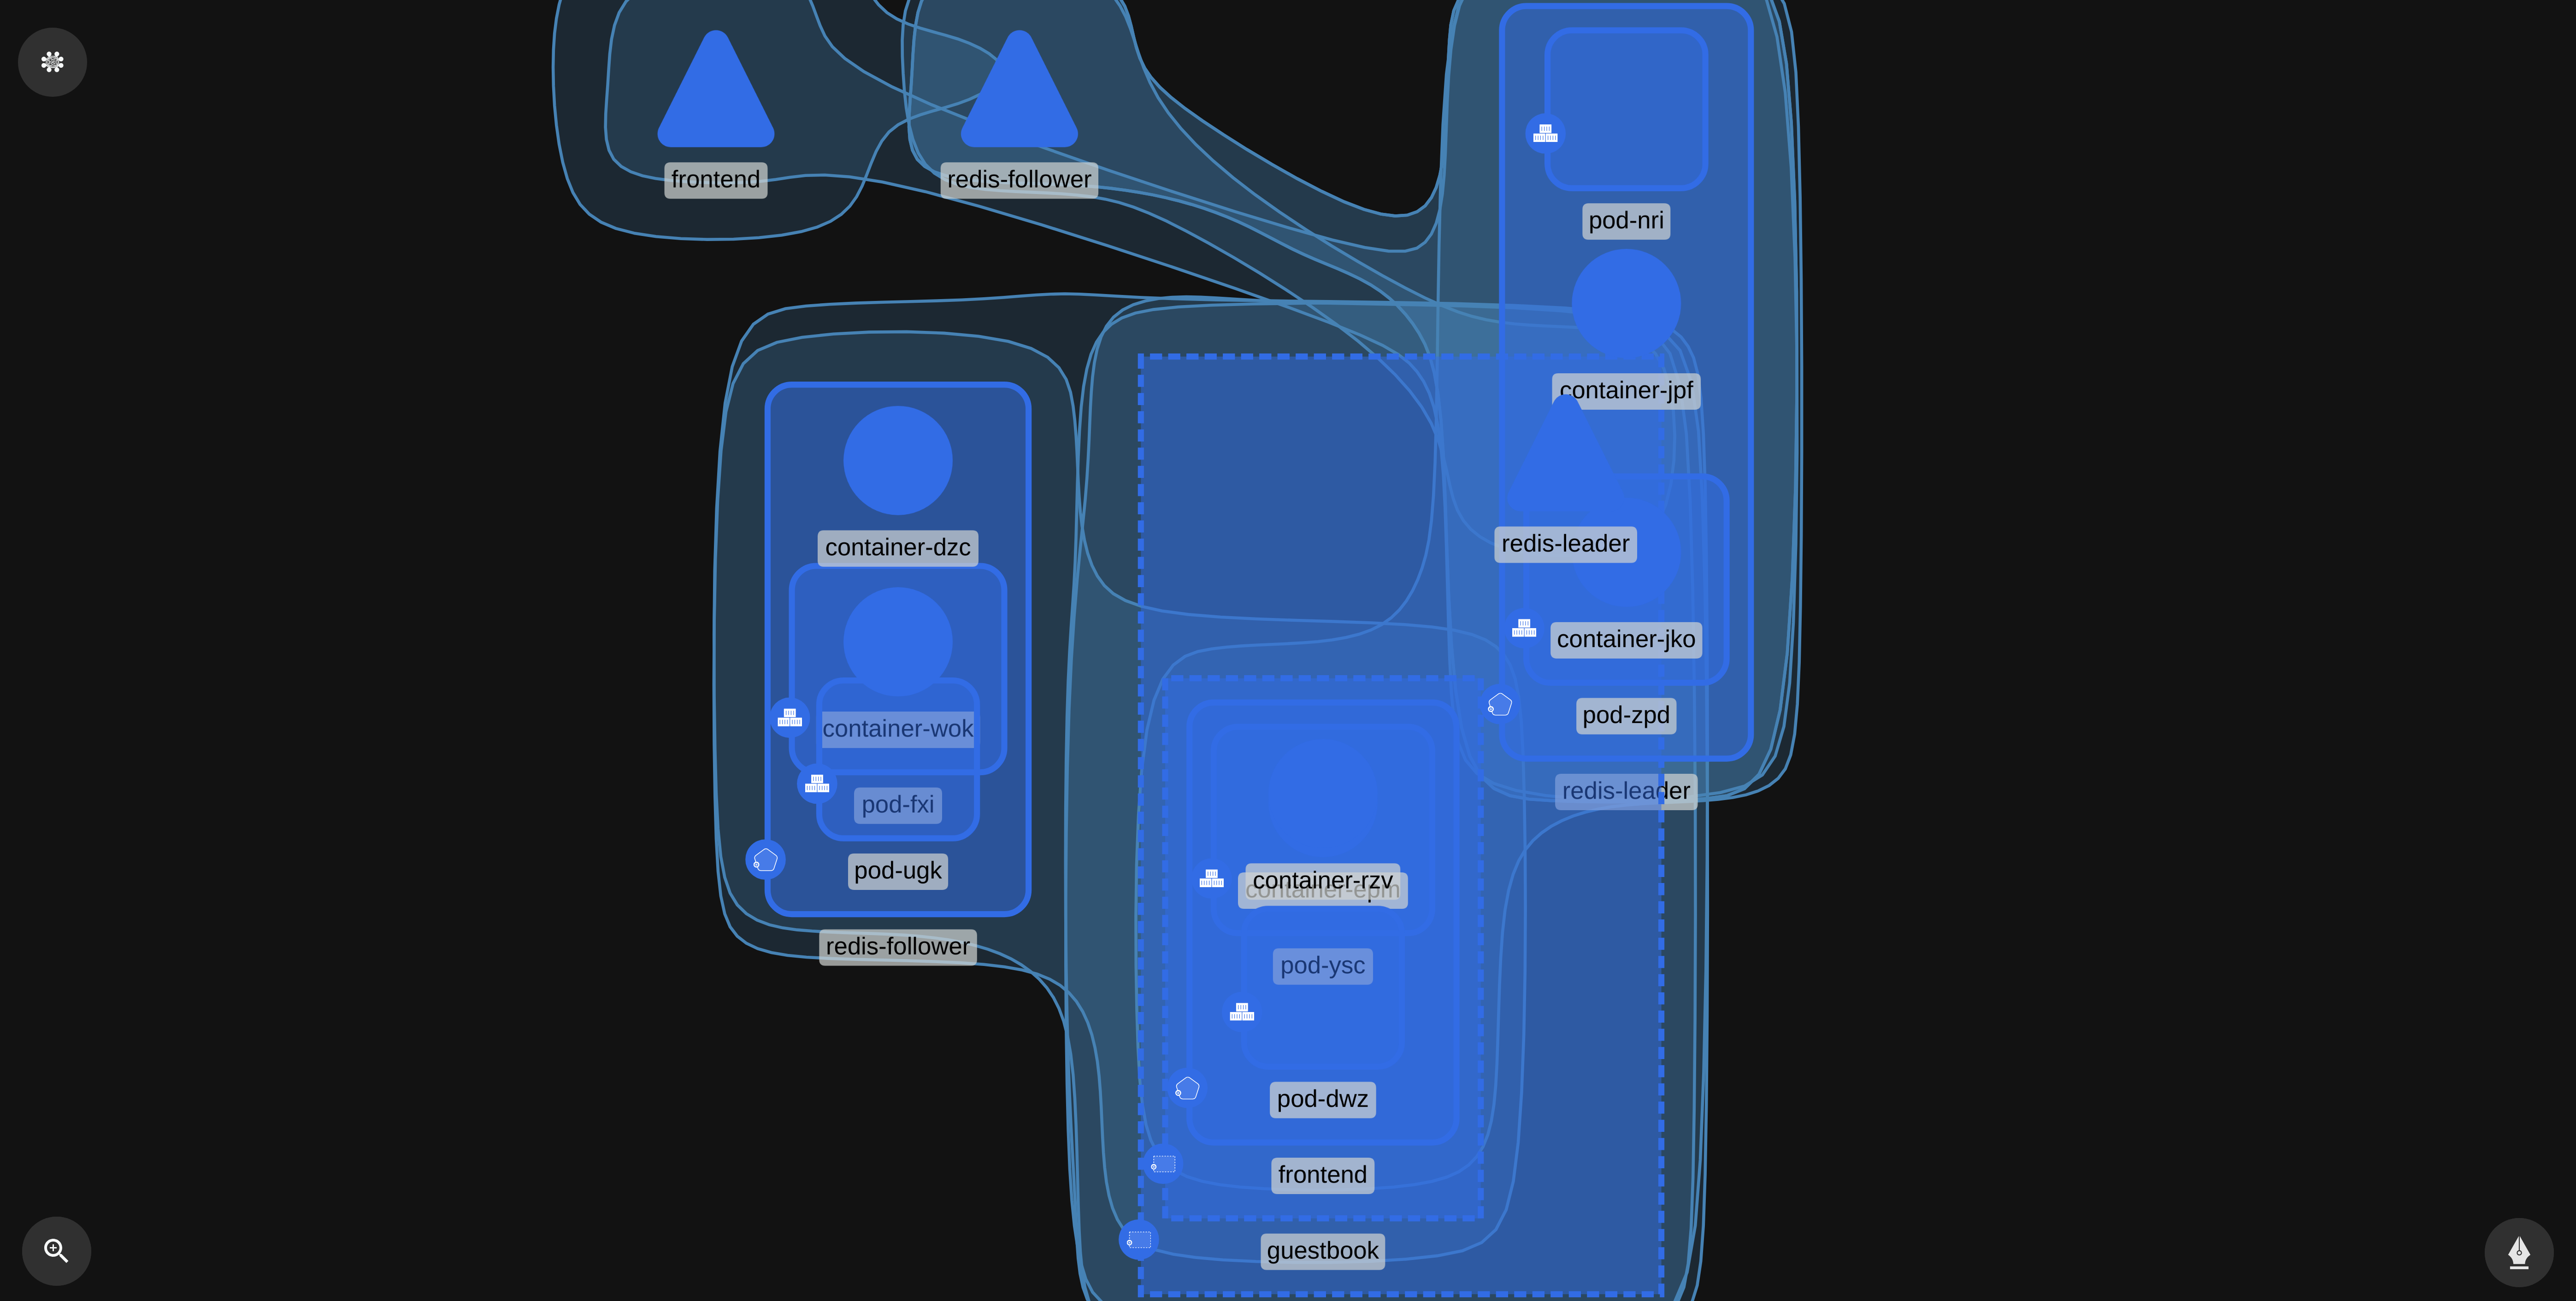 frontend
redis-follower
pod-nri
container-jpf
redis-leader
container-jko
pod-zpd
redis-leader
container-dzc
container-wok
pod-fxi
pod-ugk
redis-follower
container-rzv
container-epm
pod-ysc
pod-dwz
frontend
guestbook